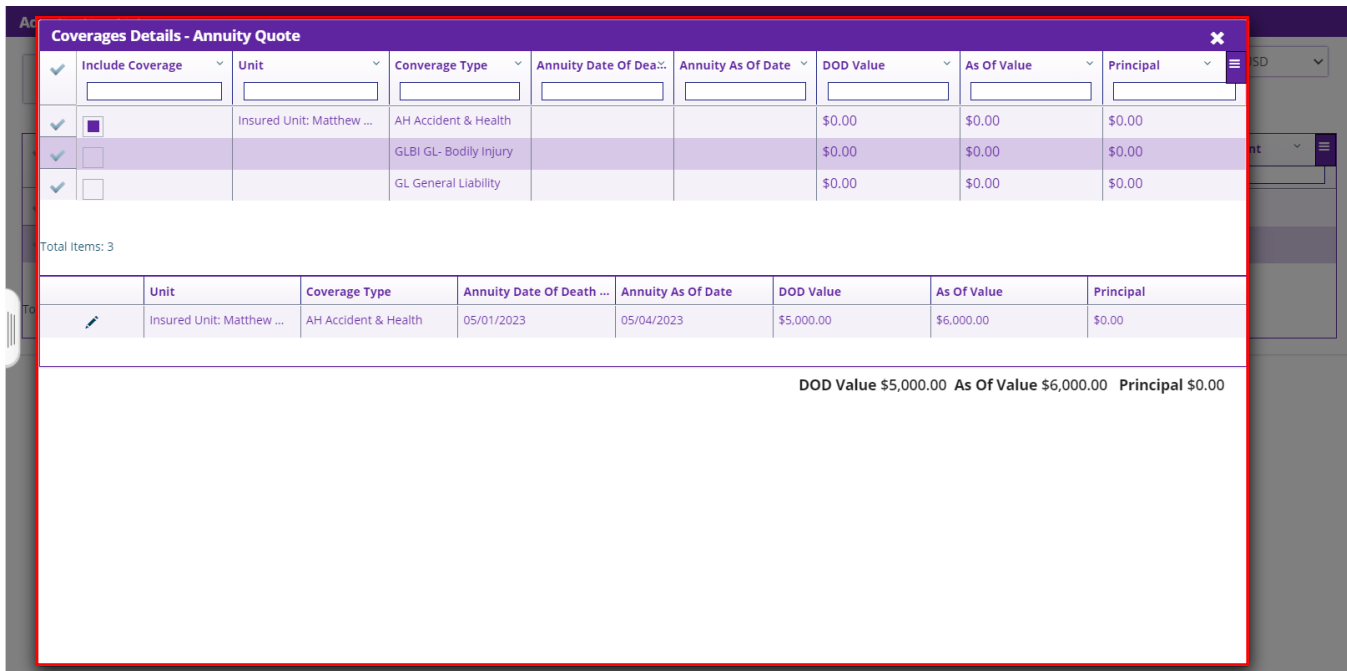 Ad
Coverages Details - Annuity Quote
Include Coverage Unit Converage Type Annuity Date Of Dea... Annuity As Of Date DOD Value As Of Value Principal
SD
Insured Unit: Matthew ... AH Accident & Health $0.00 $0.00 $0.00
GLBI GL- Bodily Injury $0.00 $0.00 $0.00
nt
GL General Liability $0.00 $0.00 $0.00
Total Items: 3
Unit Coverage Type Annuity Date Of Death ... Annuity As Of Date DOD Value As Of Value Principal
To
Insured Unit: Matthew ... AH Accident & Health 05/01/2023 05/04/2023 $5,000.00 $6,000.00 $0.00
DOD Value $5,000.00 As Of Value $6,000.00 Principal $0.00